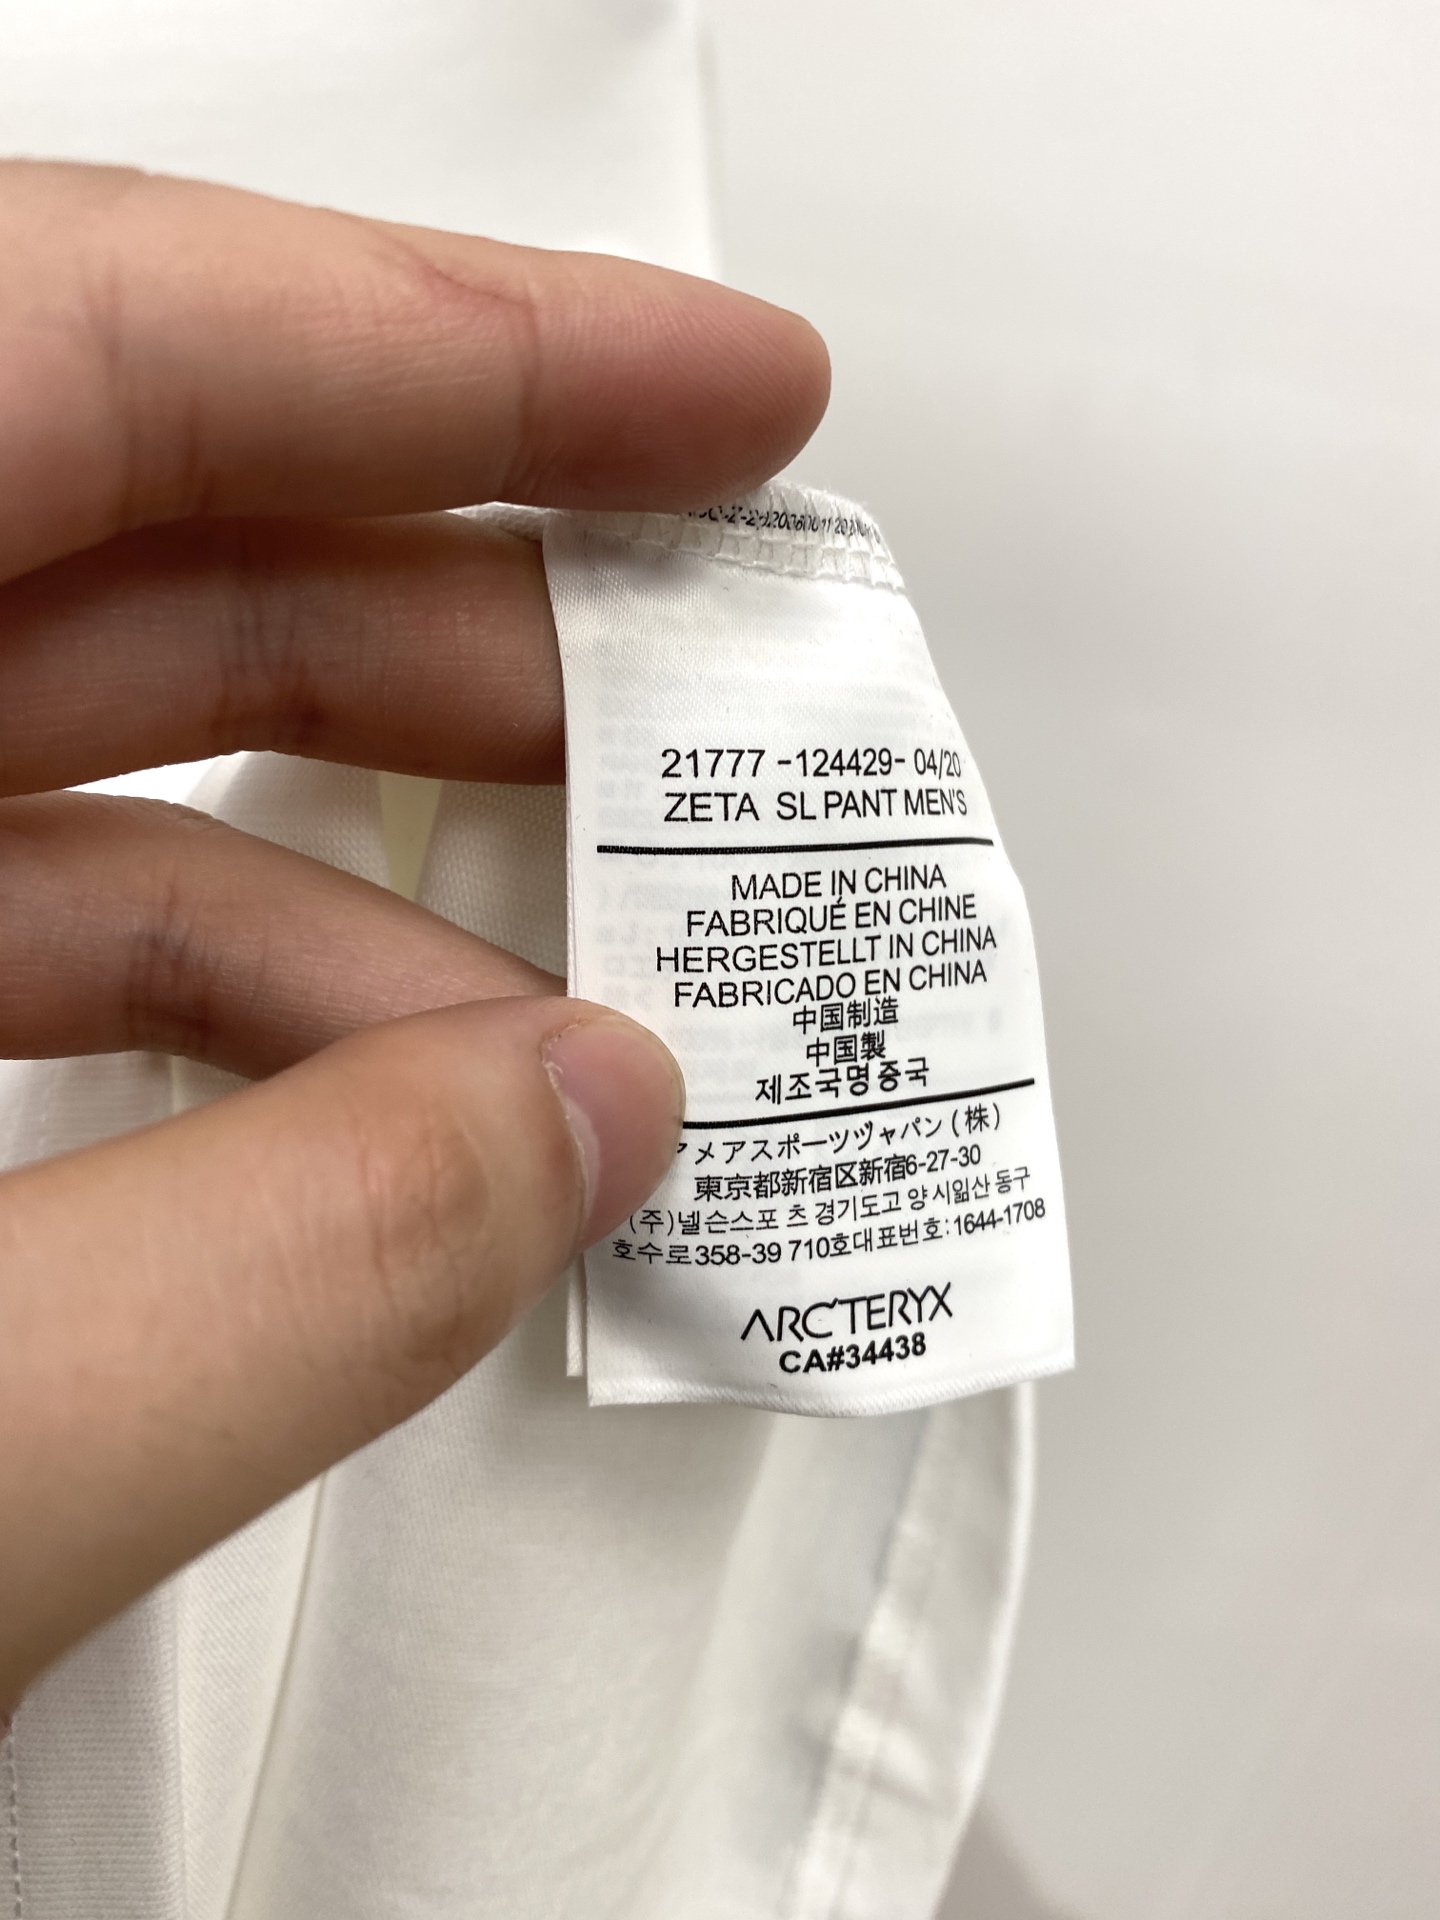 21777 -124429- 04/20
ZETA SL PANT MEN'S
MADE IN CHINA
FABRIQUÉ EN CHINE
HERGESTELLT IN CHINA
FABRICADO EN CHINA
中国制造
中国製
제조국명 중국
アメアスポーツヅャパン (株)
東京都新宿区新宿6-27-30
(주)넬슨스포 츠 경기도고 양 시읾산 동구
호수로358-39 710호대표번호:1644-1708
ARC'TERYX
CA#34438